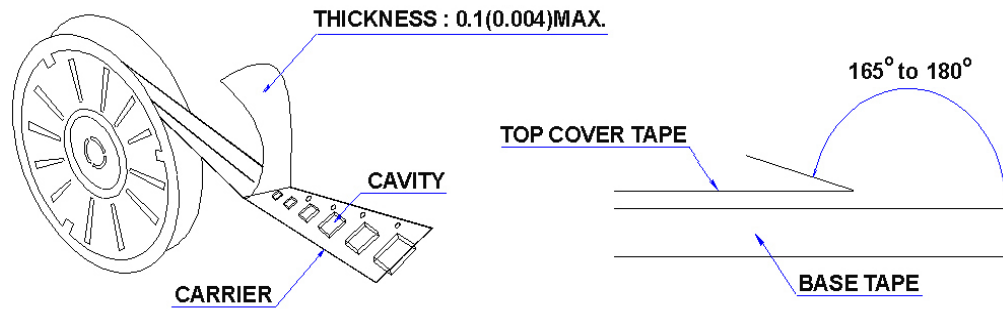 THICKNESS : 0.1(0.004)MAX.
165° to 180°
TOP COVER TAPE
CAVITY
CARRIER
BASE TAPE